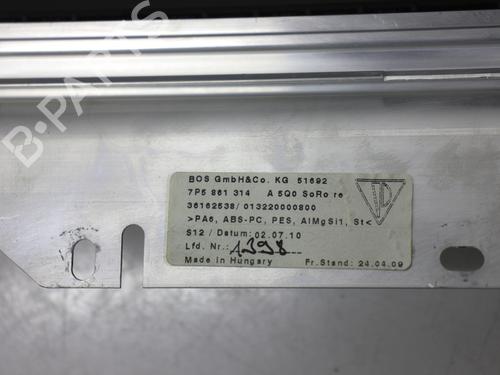 B-PARTS
BOS GmbH&Co. KG 51692
7P5 861 314 A 5Q0 SoRo re
36162538/ 013220000800
>PA6, ABS-PC, PES, AlMgSi1, St<
S12 / Datum: 02.07.10
Lfd. Nr.: 1398
Made in Hungary Fr.Stand: 24.04.09